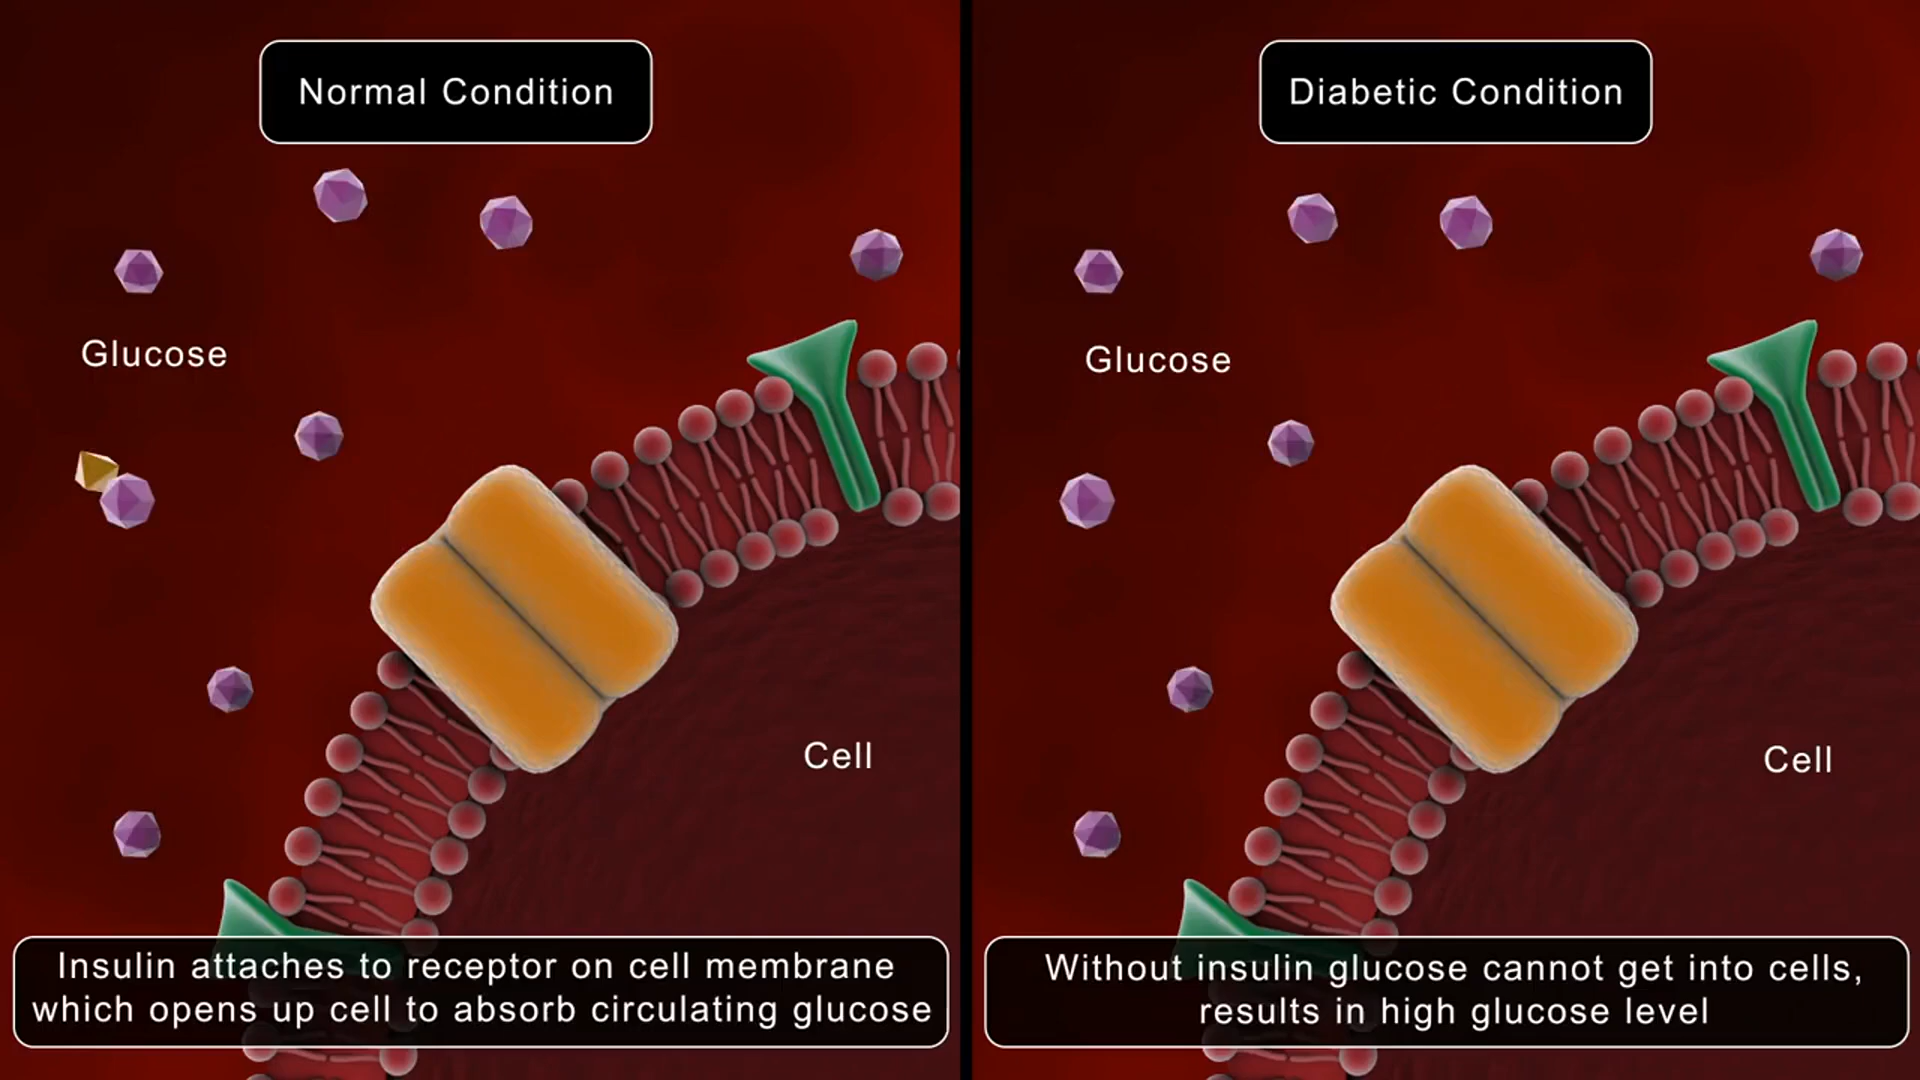 Normal Condition
Glucose
Cell
Insulin attaches to receptor on cell membrane
which opens up cell to absorb circulating glucose
Diabetic Condition
Glucose
Cell
Without insulin glucose cannot get into cells,
results in high glucose level